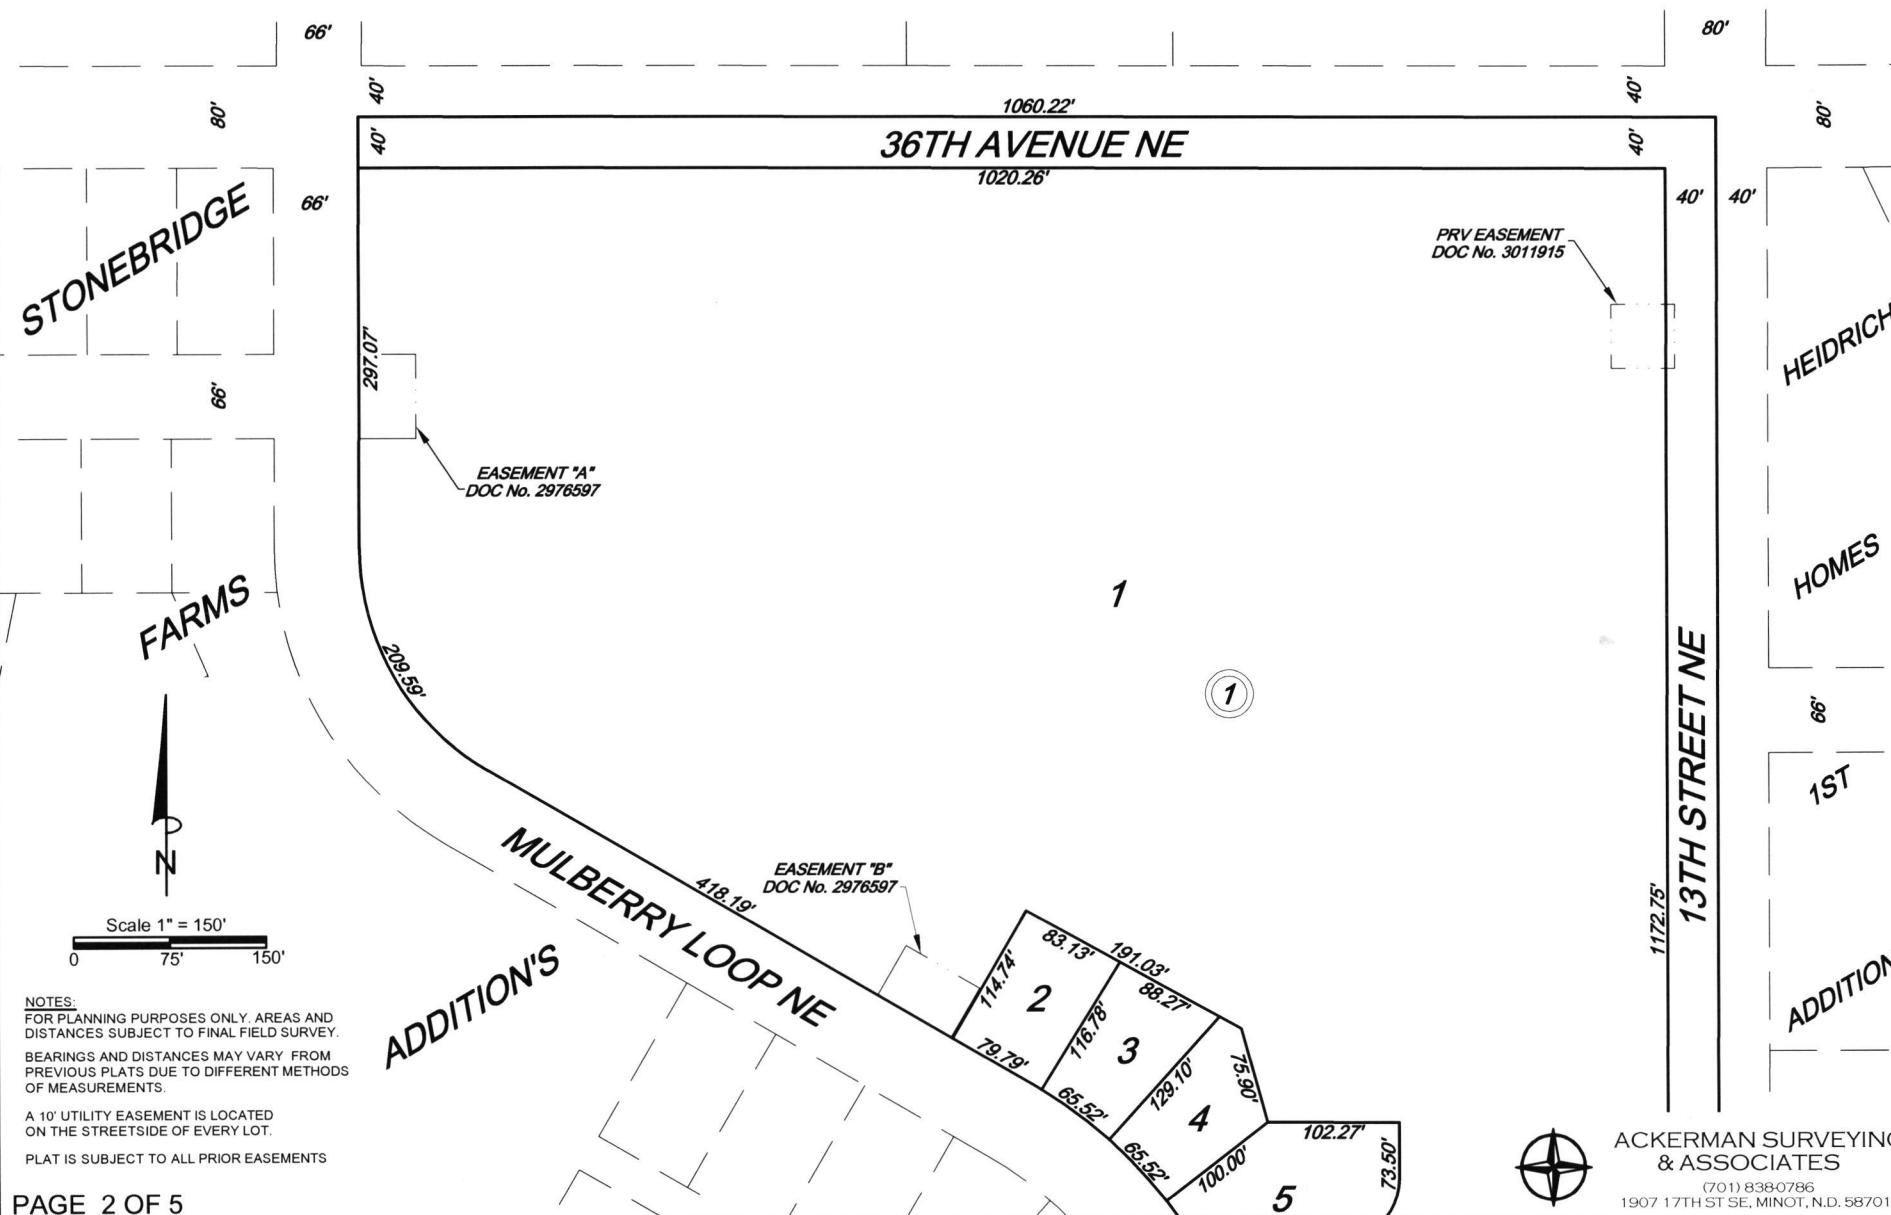 66'
80'
40'
40'
80'
1060.22'
80'
36TH AVENUE NE
40'
40'
1020.26'
66'
40'
40'
STONEBRIDGE
PRV EASEMENT
DOC No. 3011915
297.07'
HEIDRICH
66'
EASEMENT "A"
DOC No. 2976597
HOMES
1
FARMS
209.59'
1
13TH STREET NE
66'
1ST
N
MULBERRY LOOP NE
418.19'
EASEMENT "B"
DOC No. 2976597
1172.75'
Scale 1" = 150'
0 75' 150'
ADDITION'S
83.13'
191.03'
114.74'
2
88.27'
ADDITION
116.78'
3
79.79'
129.10'
75.90'
65.52'
4
102.27'
65.52'
100.00'
73.50'
5
NOTES:
FOR PLANNING PURPOSES ONLY. AREAS AND
DISTANCES SUBJECT TO FINAL FIELD SURVEY.
BEARINGS AND DISTANCES MAY VARY FROM
PREVIOUS PLATS DUE TO DIFFERENT METHODS
OF MEASUREMENTS.
A 10' UTILITY EASEMENT IS LOCATED
ON THE STREETSIDE OF EVERY LOT.
PLAT IS SUBJECT TO ALL PRIOR EASEMENTS
PAGE 2 OF 5
ACKERMAN SURVEYING
& ASSOCIATES
(701) 838-0786
1907 17TH ST SE, MINOT, N.D. 58701